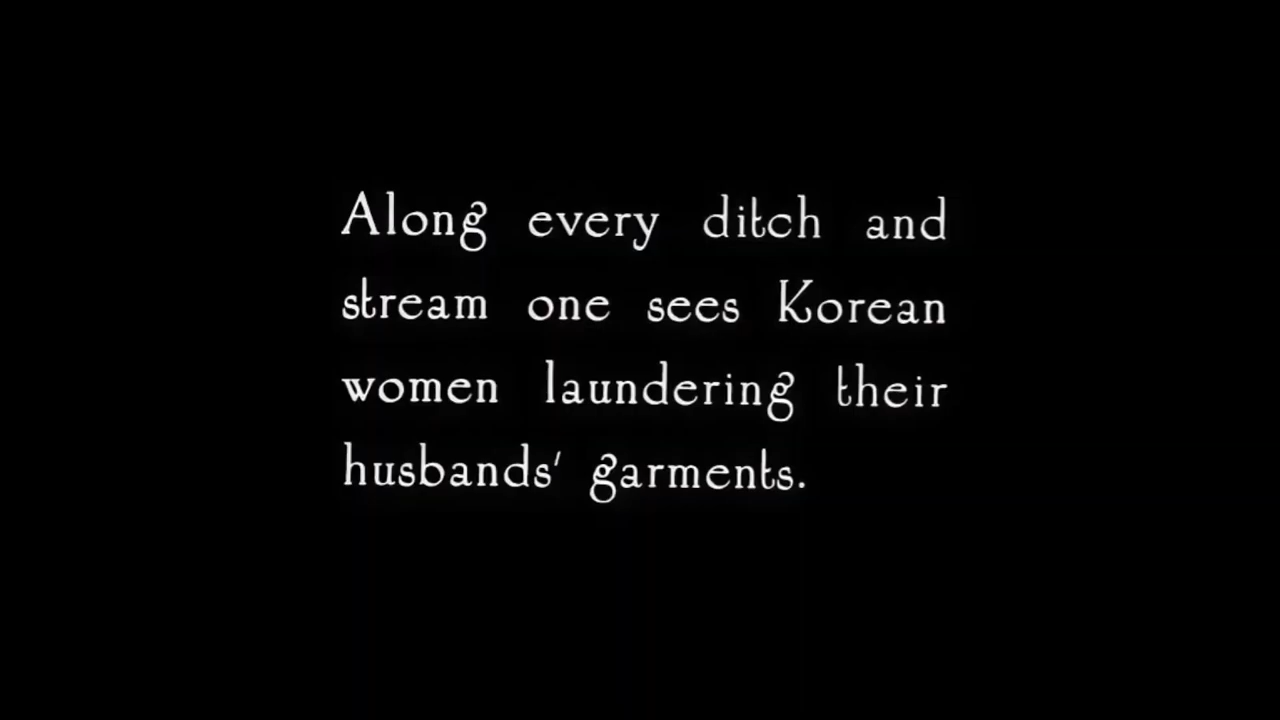 Along every ditch and
stream one sees Korean
women laundering their
husbands' garments.